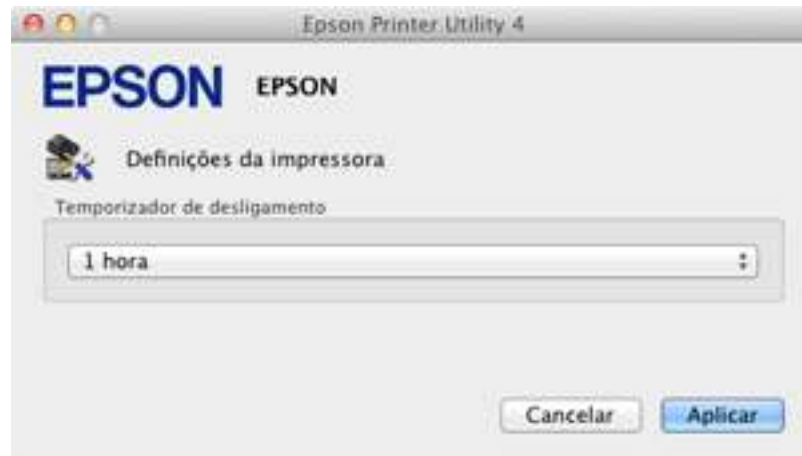 Epson Printer Utility 4
EPSON EPSON
Definições da impressora
Temporizador de desligamento
1 hora
Cancelar Aplicar